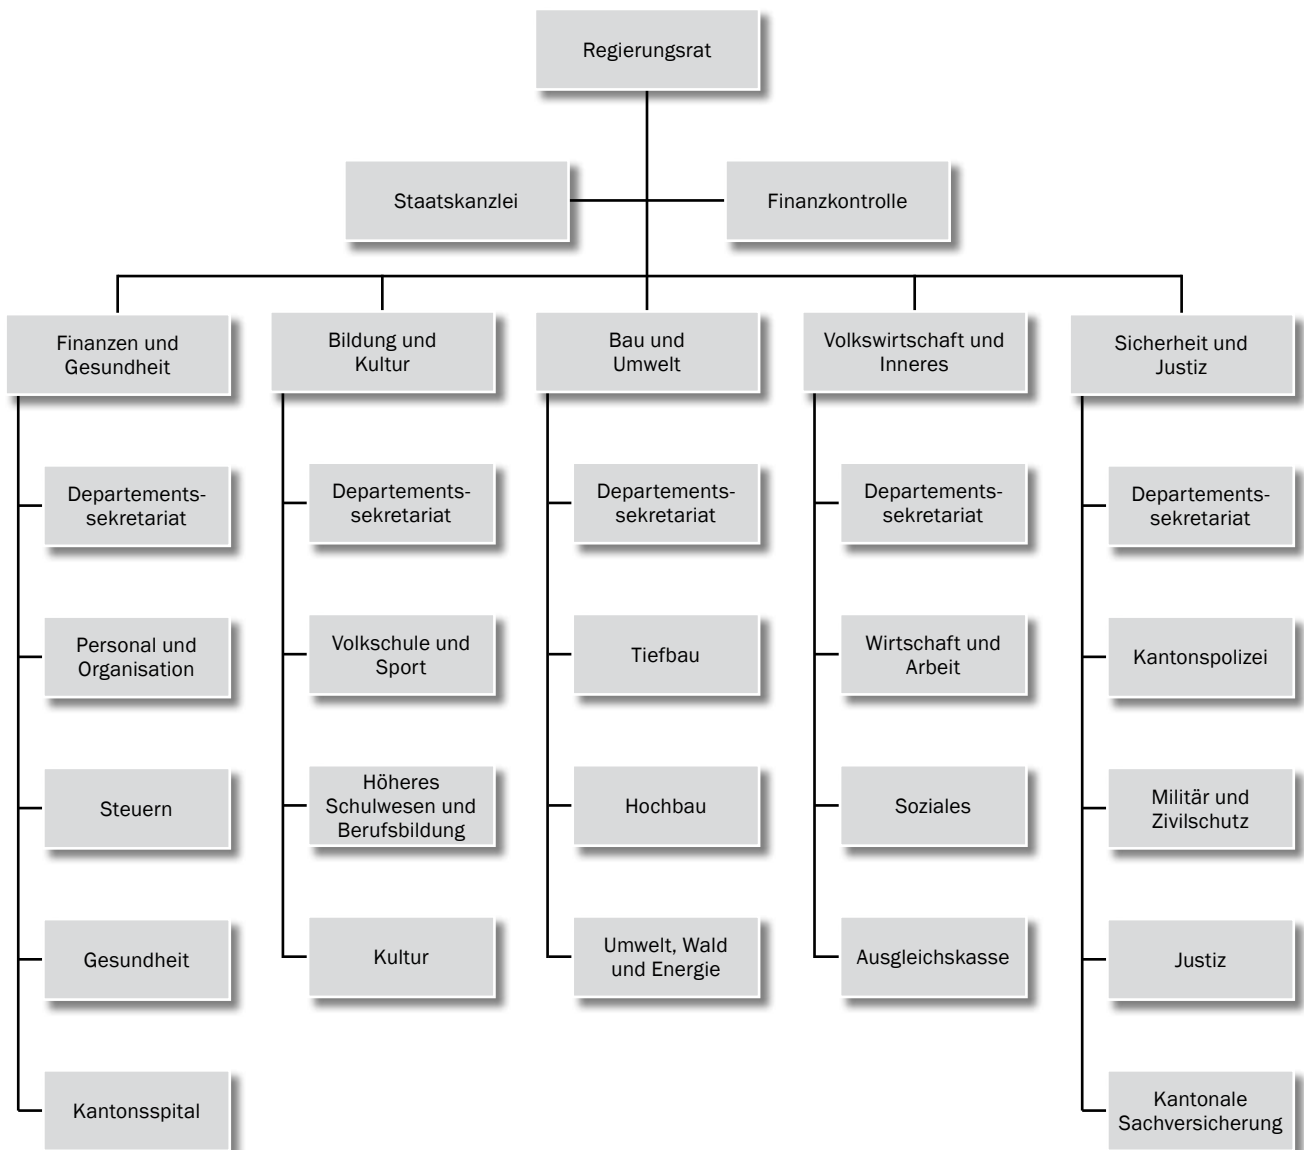 Regierungsrat
Staatskanzlei
Finanzkontrolle
Finanzen und
Gesundheit
Bildung und
Kultur
Bau und
Umwelt
Volkswirtschaft und
Inneres
Sicherheit und
Justiz
Departements-
sekretariat
Departements-
sekretariat
Departements-
sekretariat
Departements-
sekretariat
Departements-
sekretariat
Personal und
Organisation
Volkschule und
Sport
Tiefbau
Wirtschaft und
Arbeit
Kantonspolizei
Steuern
Höheres
Schulwesen und
Berufsbildung
Hochbau
Soziales
Militär und
Zivilschutz
Gesundheit
Kultur
Umwelt, Wald
und Energie
Ausgleichskasse
Justiz
Kantonsspital
Kantonale
Sachversicherung